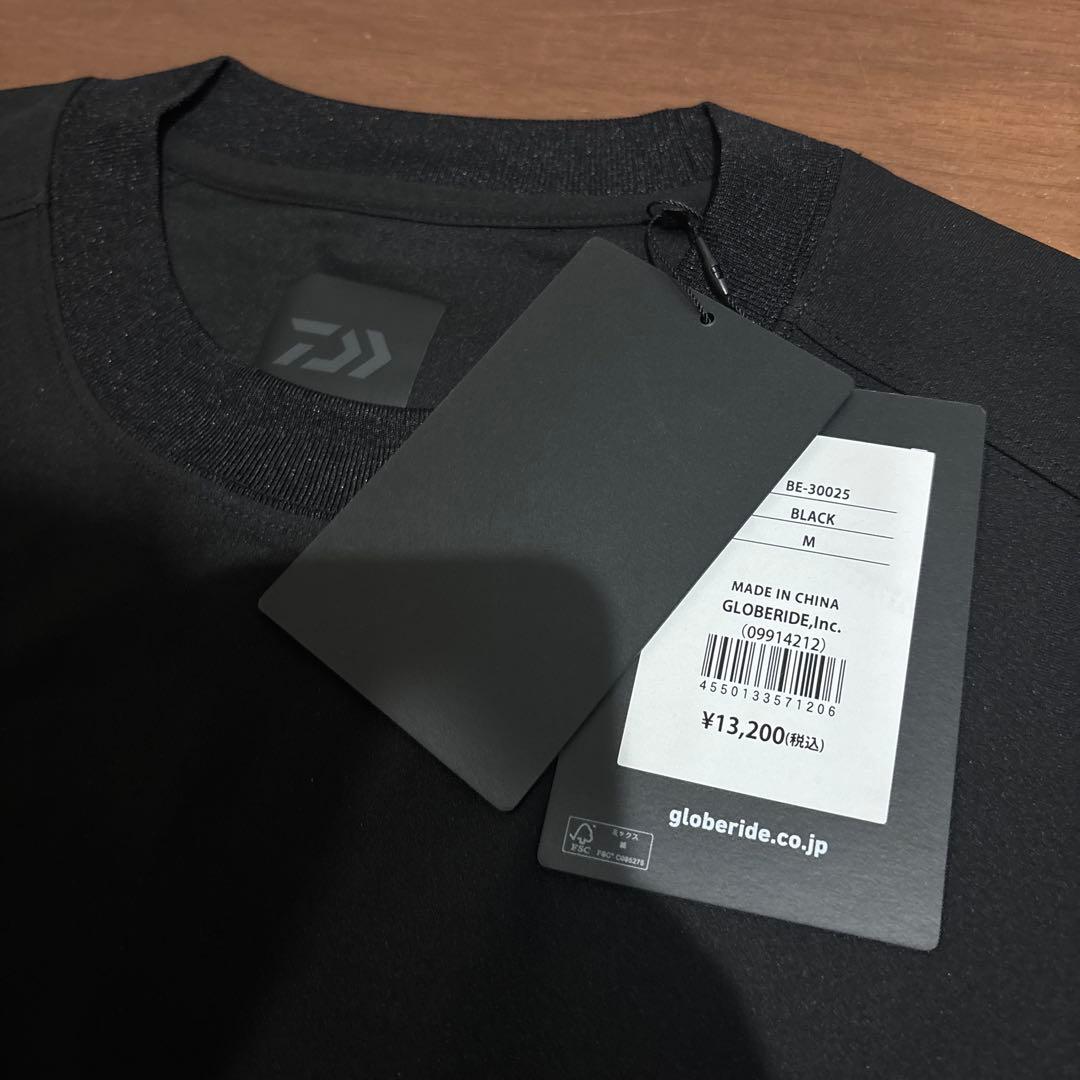 BE-30025
BLACK
M
MADE IN CHINA
GLOBERIDE,Inc.
(09914212)
4550133571206
¥13,200(税込)
globeride.co.jp
ミックス
紙
FSC
FSC® C095275